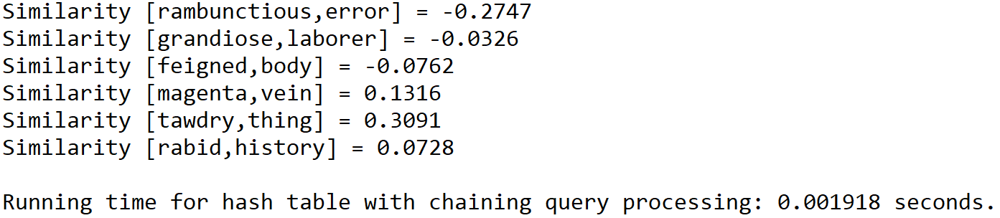 Similarity [rambunctious,error] = -0.2747
Similarity [grandiose,laborer] = -0.0326
Similarity [feigned,body] = -0.0762
Similarity [magenta,vein] = 0.1316
Similarity [tawdry,thing] = 0.3091
Similarity [rabid,history] = 0.0728
Running time for hash table with chaining query processing: 0.001918 seconds.